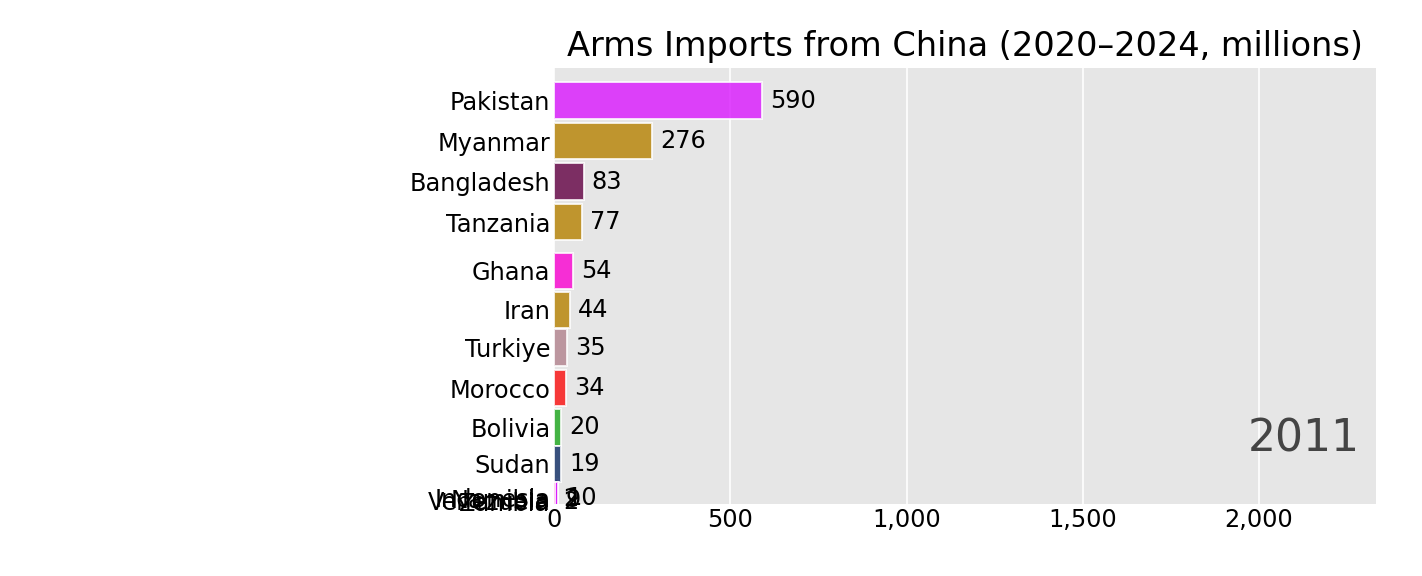 Arms Imports from China (2020–2024, millions)
Pakistan 590
Myanmar 276
Bangladesh 83
Tanzania 77
Ghana 54
Iran 44
Turkiye 35
Morocco 34
Bolivia 20
2011
Sudan 19
0 500 1,000 1,500 2,000